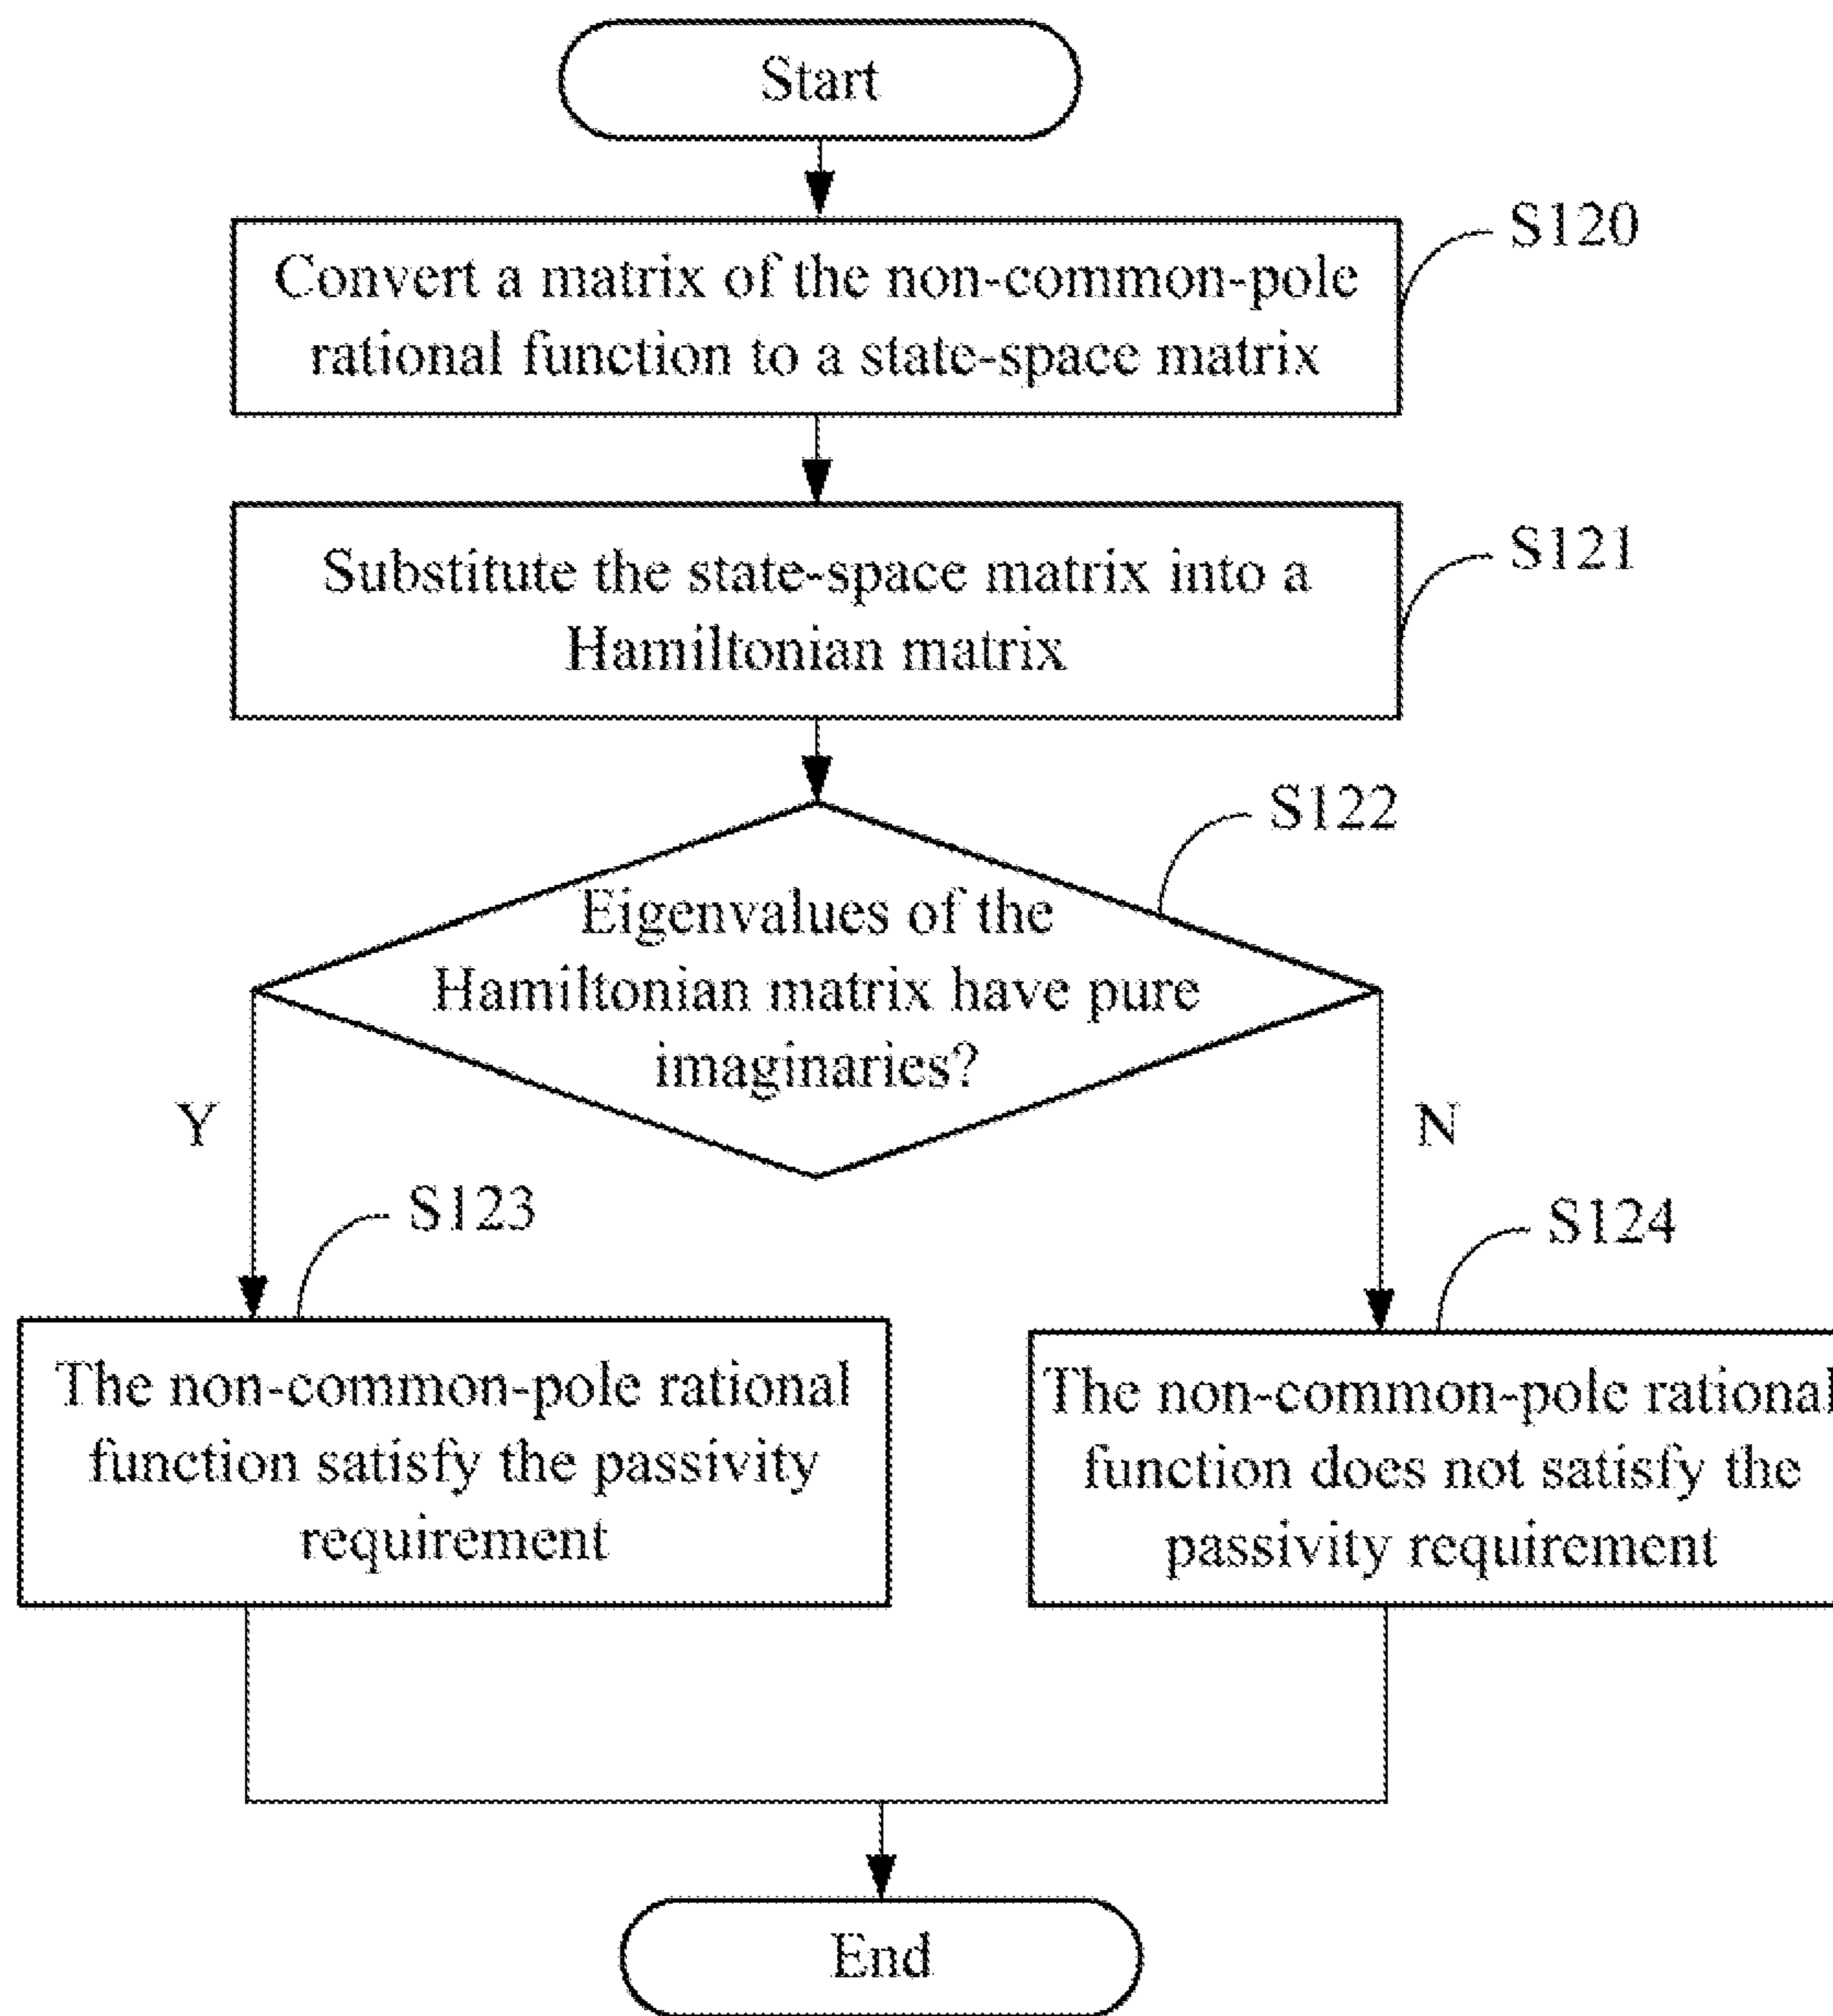 Start
S120
Convert a matrix of the non-common-pole
rational function to a state-space matrix
S121
Substitute the state-space matrix into a
Hamiltonian matrix
S122
Eigenvalues of the
Hamiltonian matrix have pure
imaginaries?
Y
N
S123
S124
The non-common-pole rational
function satisfy the passivity
requirement
The non-common-pole rational
function does not satisfy the
passivity requirement
End